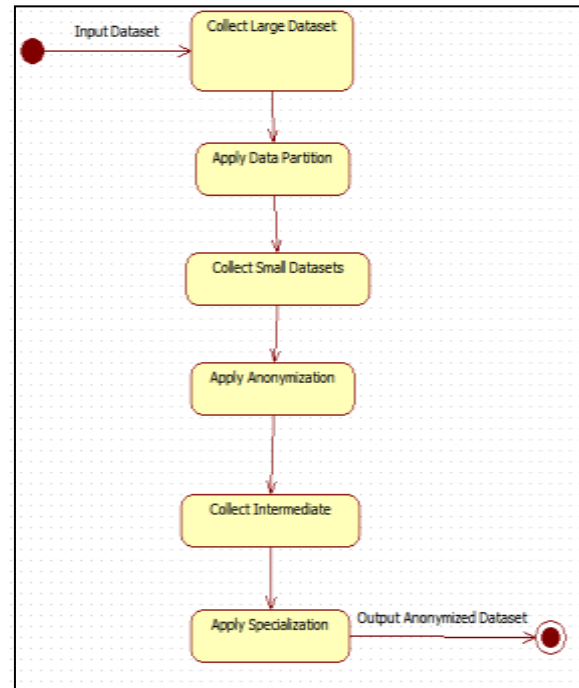 Input Dataset
Collect Large Dataset
Apply Data Partition
Collect Small Datasets
Apply Anonymization
Collect Intermediate
Apply Specialization
Output Anonymized Dataset